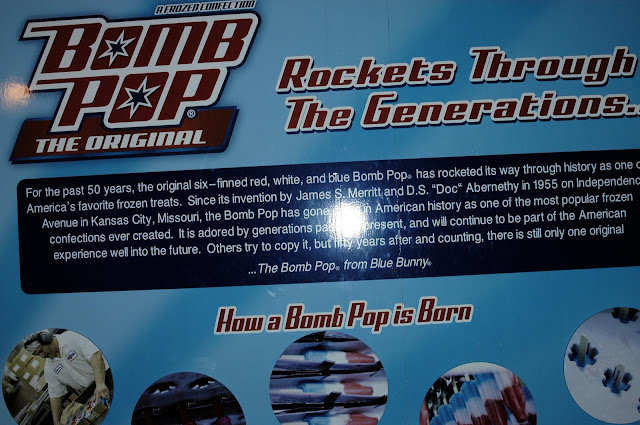 A FROZEN CONFECTION
BOMB
POP®
THE ORIGINAL
Rockets Through
The Generations...
For the past 50 years, the original six-finned red, white, and blue Bomb Pop® has rocketed its way through history as one o
America's favorite frozen treats. Since its invention by James S. Merritt and D.S. "Doc" Abernethy in 1955 on Independenc
Avenue in Kansas City, Missouri, the Bomb Pop has gone in American history as one of the most popular frozen
confections ever created. It is adored by generations pa present, and will continue to be part of the American
experience well into the future. Others try to copy it, but fifty years after and counting, there is still only one original
...The Bomb Pop® from Blue Bunny®
How a Bomb Pop is Born